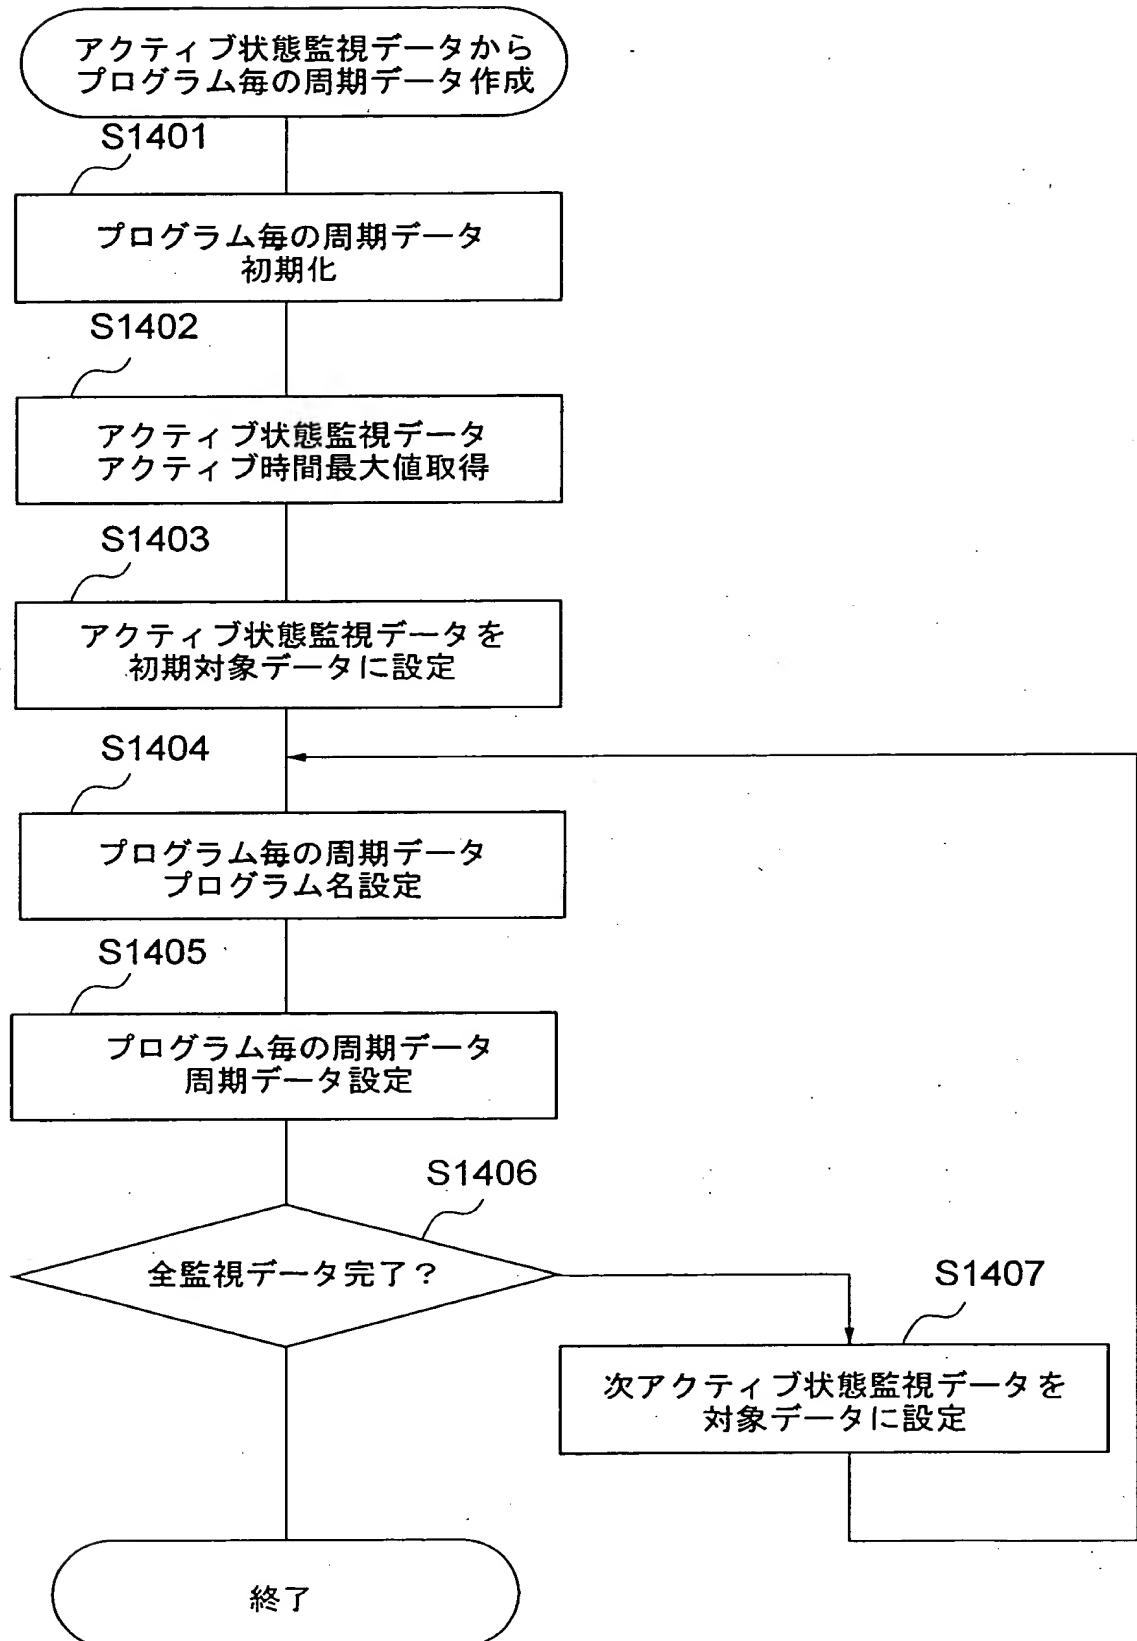 アクティブ状態監視データから
プログラム毎の周期データ作成
S1401
プログラム毎の周期データ
初期化
S1402
アクティブ状態監視データ
アクティブ時間最大値取得
S1403
アクティブ状態監視データを
初期対象データに設定
S1404
プログラム毎の周期データ
プログラム名設定
S1405
プログラム毎の周期データ
周期データ設定
S1406
全監視データ完了？
S1407
次アクティブ状態監視データを
対象データに設定
終了